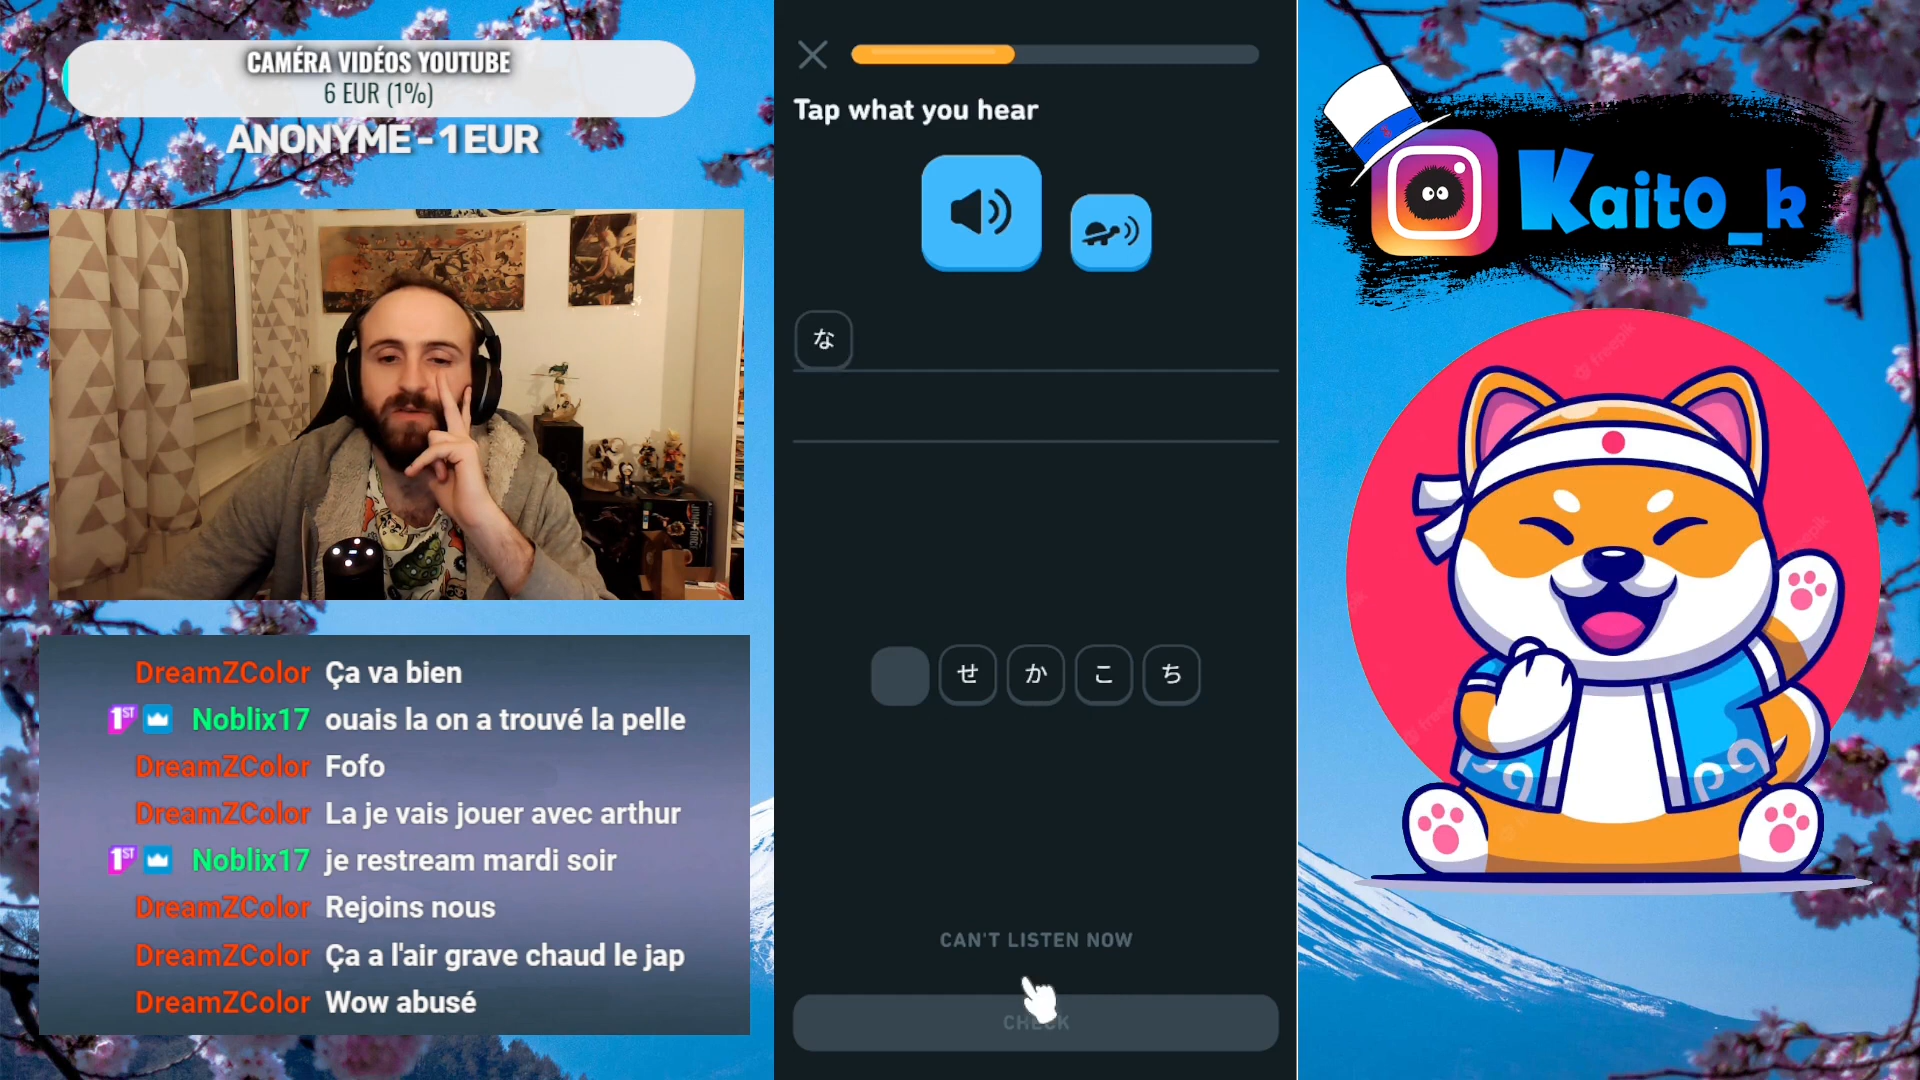 CAMÉRA VIDÉOS YOUTUBE
6 EUR (1%)
ANONYME - 1 EUR
DreamZColor Ça va bien
1ST Noblix17 ouais la on a trouvé la pelle
DreamZColor Fofo
DreamZColor La je vais jouer avec arthur
1ST Noblix17 je restream mardi soir
DreamZColor Rejoins nous
DreamZColor Ça a l'air grave chaud le jap
DreamZColor Wow abusé
Tap what you hear
な
せ か こ ち
CAN'T LISTEN NOW
CHECK
Kaito_k